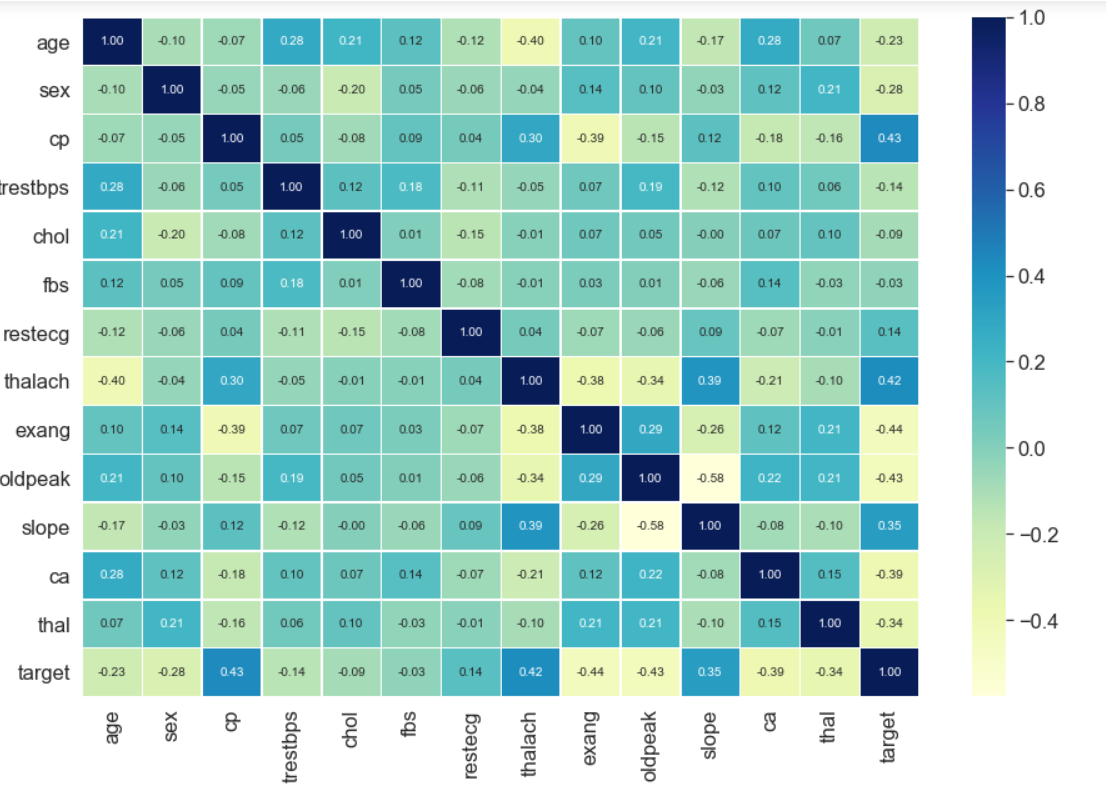 age 1.00 -0.10 -0.07 0.28 0.21 0.12 -0.12 -0.40 0.10 0.21 -0.17 0.28 0.07 -0.23
sex -0.10 1.00 -0.05 -0.06 -0.20 0.05 -0.06 -0.04 0.14 0.10 -0.03 0.12 0.21 -0.28
cp -0.07 -0.05 1.00 0.05 -0.08 0.09 0.04 0.30 -0.39 -0.15 0.12 -0.18 -0.16 0.43
trestbps 0.28 -0.06 0.05 1.00 0.12 0.18 -0.11 -0.05 0.07 0.19 -0.12 0.10 0.06 -0.14
chol 0.21 -0.20 -0.08 0.12 1.00 0.01 -0.15 -0.01 0.07 0.05 -0.00 0.07 0.10 -0.09
fbs 0.12 0.05 0.09 0.18 0.01 1.00 -0.08 -0.01 0.03 0.01 -0.06 0.14 -0.03 -0.03
restecg -0.12 -0.06 0.04 -0.11 -0.15 -0.08 1.00 0.04 -0.07 -0.06 0.09 -0.07 -0.01 0.14
thalach -0.40 -0.04 0.30 -0.05 -0.01 -0.01 0.04 1.00 -0.38 -0.34 0.39 -0.21 -0.10 0.42
exang 0.10 0.14 -0.39 0.07 0.07 0.03 -0.07 -0.38 1.00 0.29 -0.26 0.12 0.21 -0.44
oldpeak 0.21 0.10 -0.15 0.19 0.05 0.01 -0.06 -0.34 0.29 1.00 -0.58 0.22 0.21 -0.43
slope -0.17 -0.03 0.12 -0.12 -0.00 -0.06 0.09 0.39 -0.26 -0.58 1.00 -0.08 -0.10 0.35
ca 0.28 0.12 -0.18 0.10 0.07 0.14 -0.07 -0.21 0.12 0.22 -0.08 1.00 0.15 -0.39
thal 0.07 0.21 -0.16 0.06 0.10 -0.03 -0.01 -0.10 0.21 0.21 -0.10 0.15 1.00 -0.34
target -0.23 -0.28 0.43 -0.14 -0.09 -0.03 0.14 0.42 -0.44 -0.43 0.35 -0.39 -0.34 1.00
age sex cp trestbps chol fbs restecg thalach exang oldpeak slope ca thal target
1.0
0.8
0.6
0.4
0.2
0.0
−0.2
−0.4